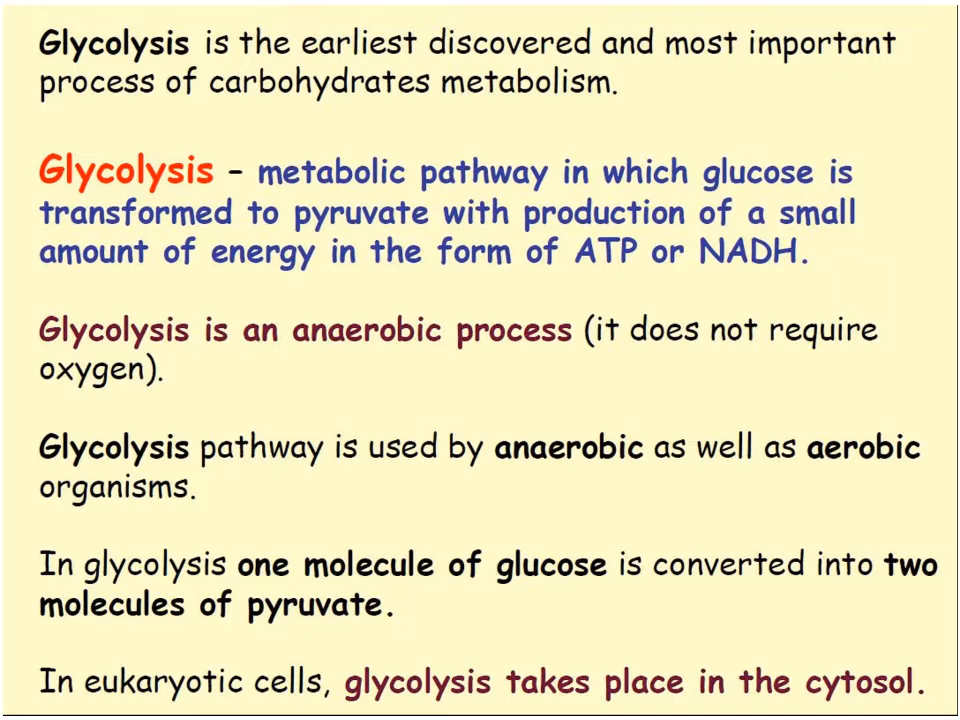 Glycolysis is the earliest discovered and most important
process of carbohydrates metabolism.
Glycolysis – metabolic pathway in which glucose is
transformed to pyruvate with production of a small
amount of energy in the form of ATP or NADH.
Glycolysis is an anaerobic process (it does not require
oxygen).
Glycolysis pathway is used by anaerobic as well as aerobic
organisms.
In glycolysis one molecule of glucose is converted into two
molecules of pyruvate.
In eukaryotic cells, glycolysis takes place in the cytosol.